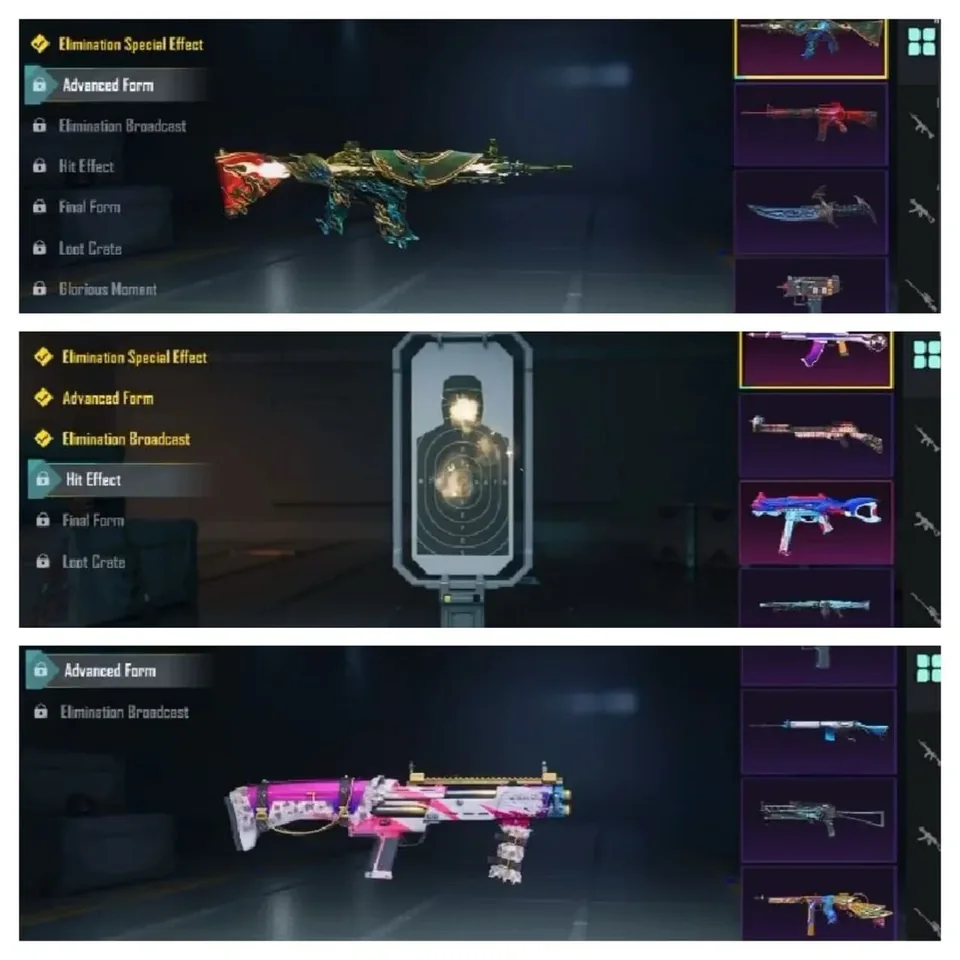 Elimination Special Effect
Advanced Form
Elimination Broadcast
Hit Effect
Final Form
Loot Crate
Glorious Moment
Elimination Special Effect
Advanced Form
Elimination Broadcast
Hit Effect
Final Form
Loot Crate
Advanced Form
Elimination Broadcast